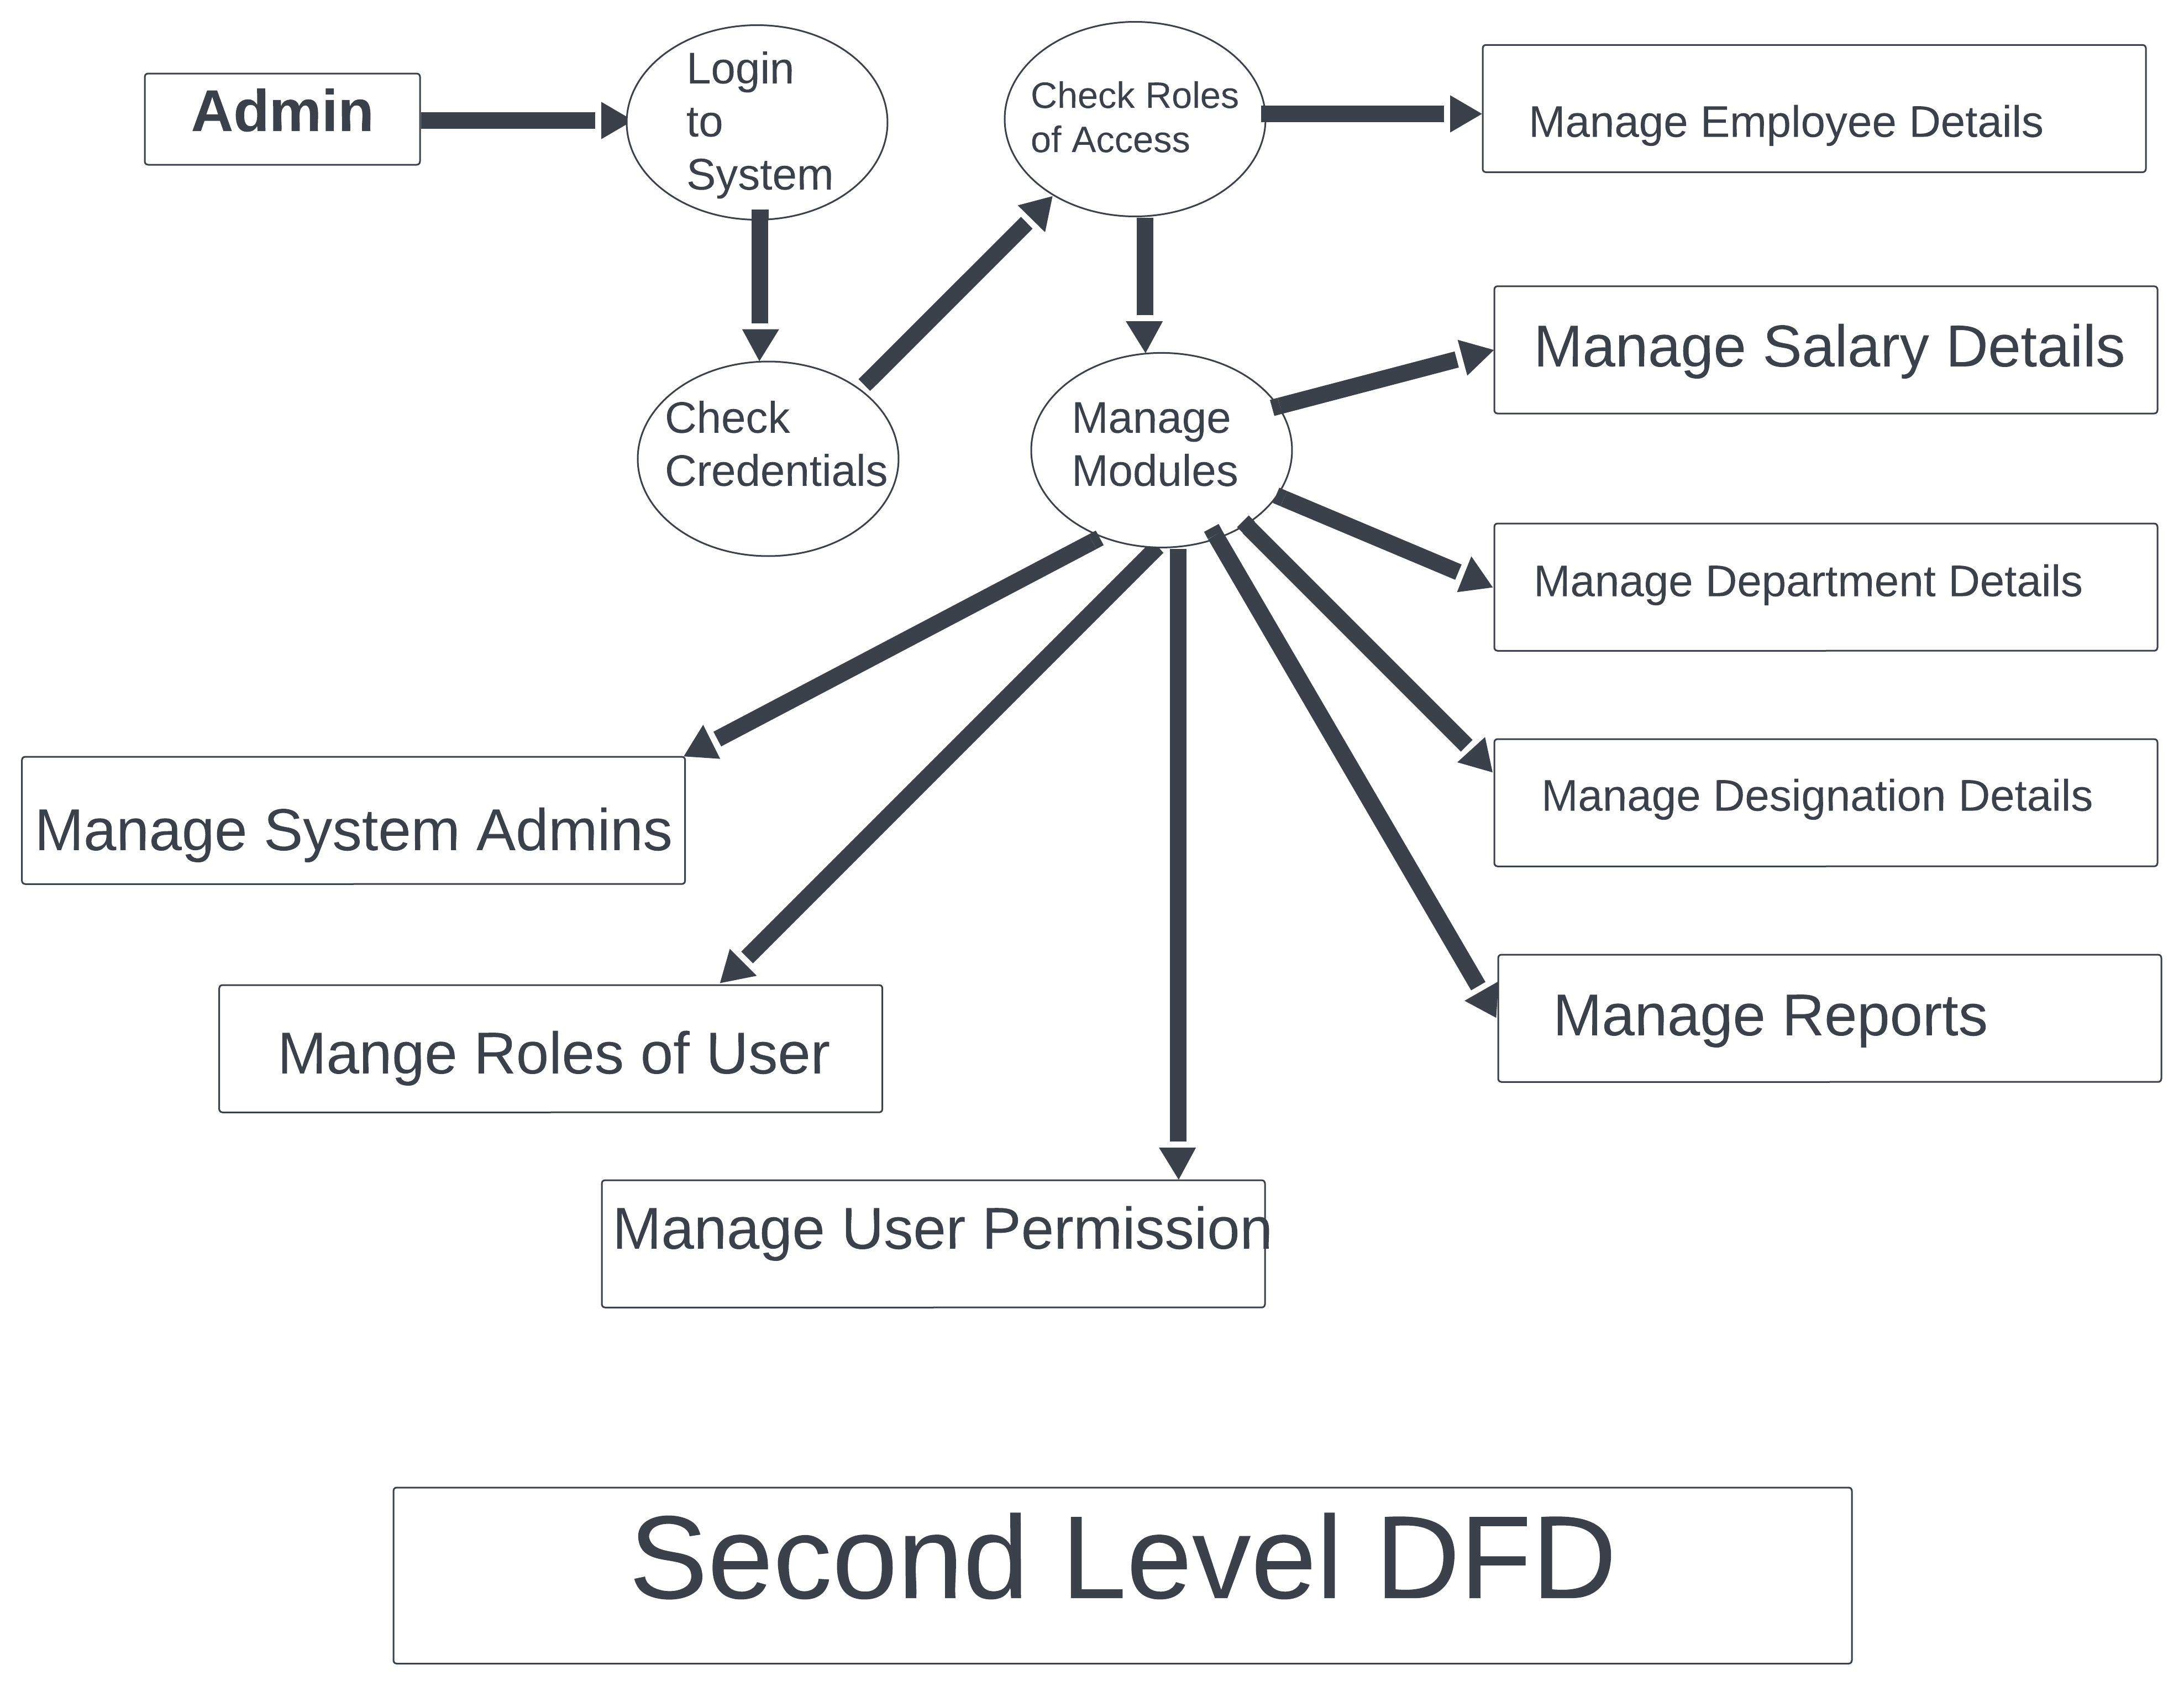 Admin
Login
to
System
Check Roles
of Access
Manage Employee Details
Manage Salary Details
Check
Credentials
Manage
Modules
Manage Department Details
Manage Designation Details
Manage System Admins
Manage Reports
Mange Roles of User
Manage User Permission
Second Level DFD